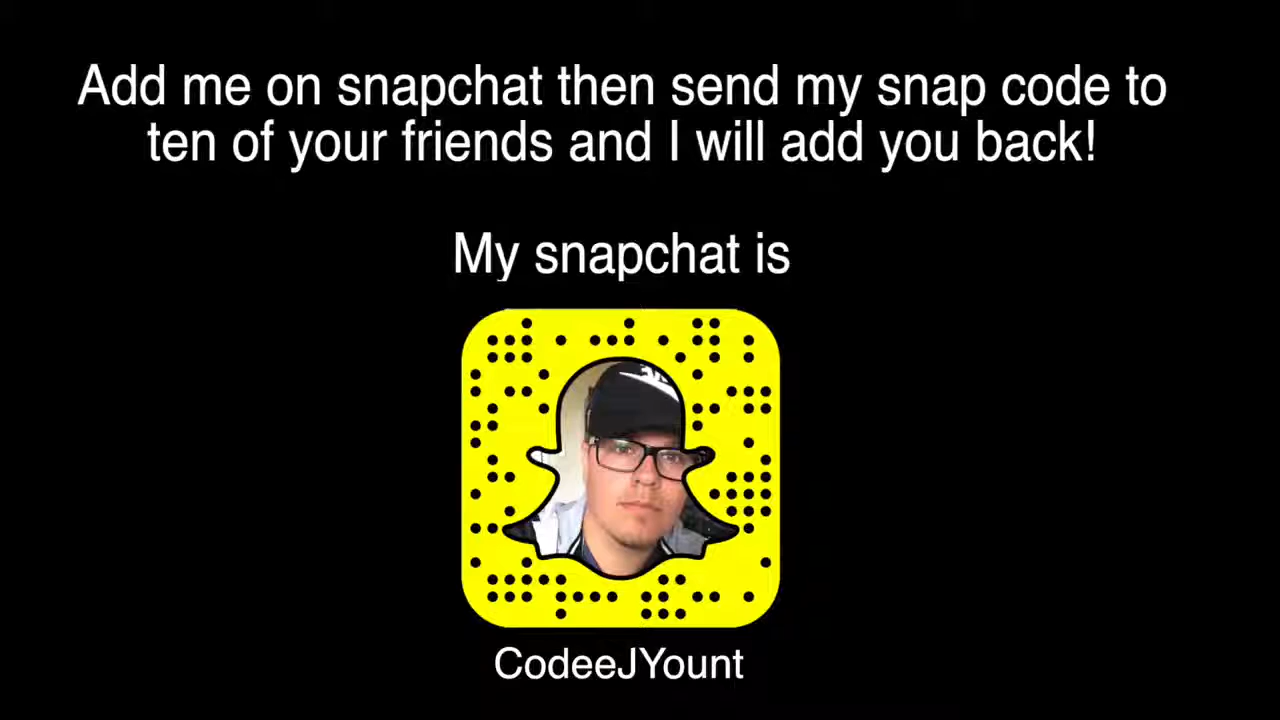 Add me on snapchat then send my snap code to
ten of your friends and I will add you back!
My snapchat is
CodeeJYount